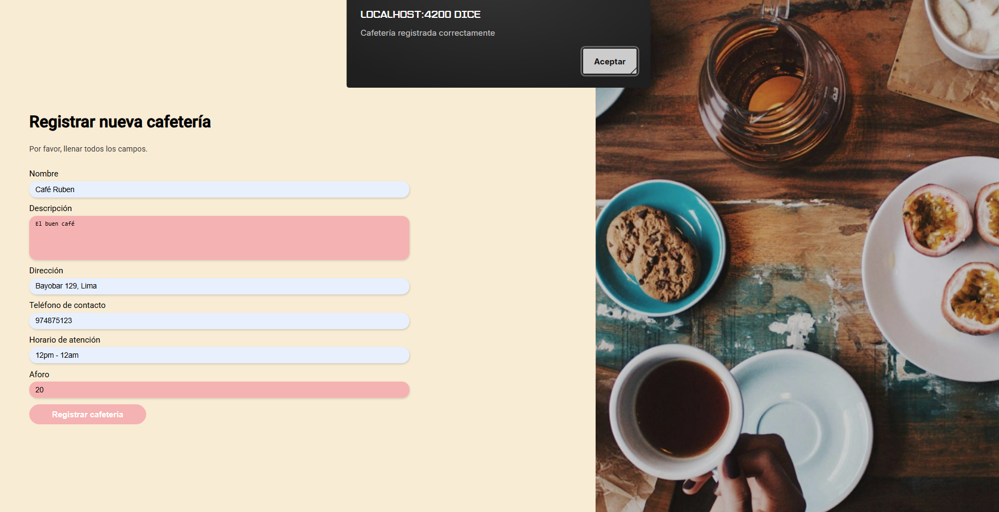 LOCALHOST:4200 DICE
Cafetería registrada correctamente
Aceptar
Registrar nueva cafetería
Por favor, llenar todos los campos.
Nombre
Café Ruben
Descripción
El buen café
Dirección
Bayobar 129, Lima
Teléfono de contacto
974875123
Horario de atención
12pm - 12am
Aforo
20
Registrar cafetería